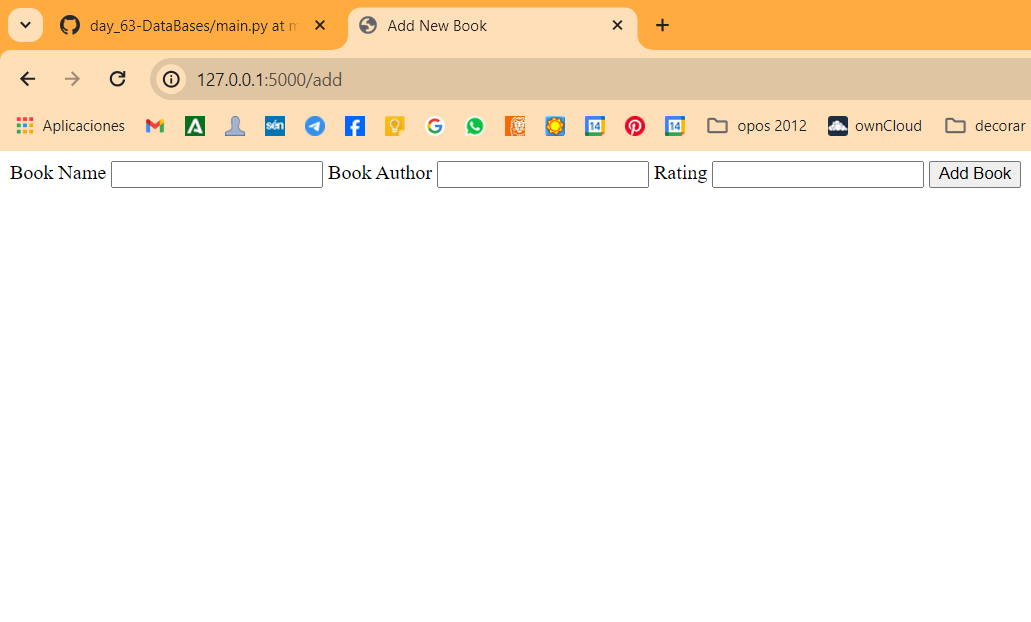 day_63-DataBases/main.py at m
Add New Book
127.0.0.1:5000/add
Aplicaciones
sén
14
14
opos 2012
ownCloud
decorar
Book Name Book Author Rating Add Book